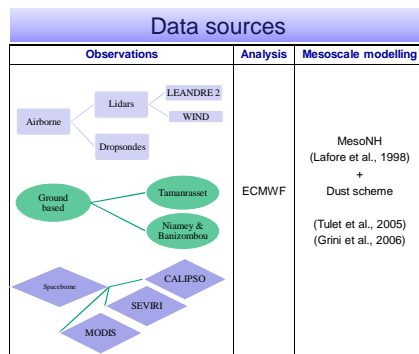 Data sources
Observations
Analysis
Mesoscale modelling
Airborne
Lidars
LEANDRE 2
WIND
Dropsondes
Ground
based
Tamanrasset
Niamey &
Banizombou
Spaceborne
CALIPSO
SEVIRI
MODIS
ECMWF
MesoNH
(Lafore et al., 1998)
+
Dust scheme
(Tulet et al., 2005)
(Grini et al., 2006)